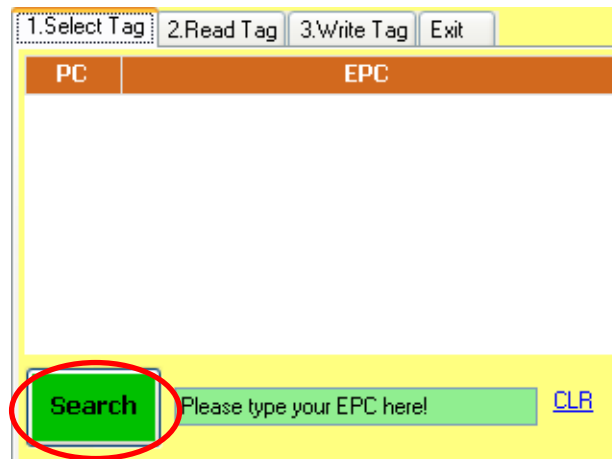 1.Select Tag 2.Read Tag 3.Write Tag Exit
PC EPC
Search Please type your EPC here! CLR